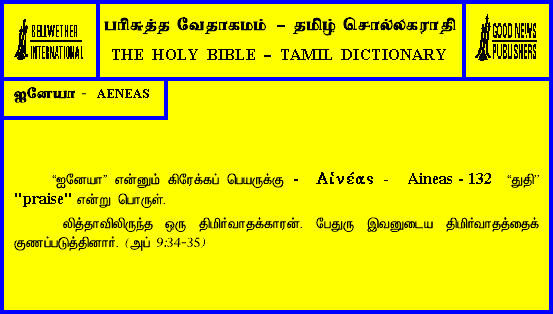 BELLWETHER
INTERNATIONAL
பரிசுத்த வேதாகமம் – தமிழ் சொல்லகராதி
THE HOLY BIBLE – TAMIL DICTIONARY
GOOD NEWS
PUBLISHERS
ஐனேயா - AENEAS
“ஐனேயா” என்னும் கிரேக்கப் பெயருக்கு - Αἰνέας - Aineas - 132 “துதி”
"praise" என்று பொருள்.
லித்தாவிலிருந்த ஒரு திமிர்வாதக்காரன். பேதுரு இவனுடைய திமிர்வாதத்தைக்
குணப்படுத்தினார். (அப் 9:34-35)